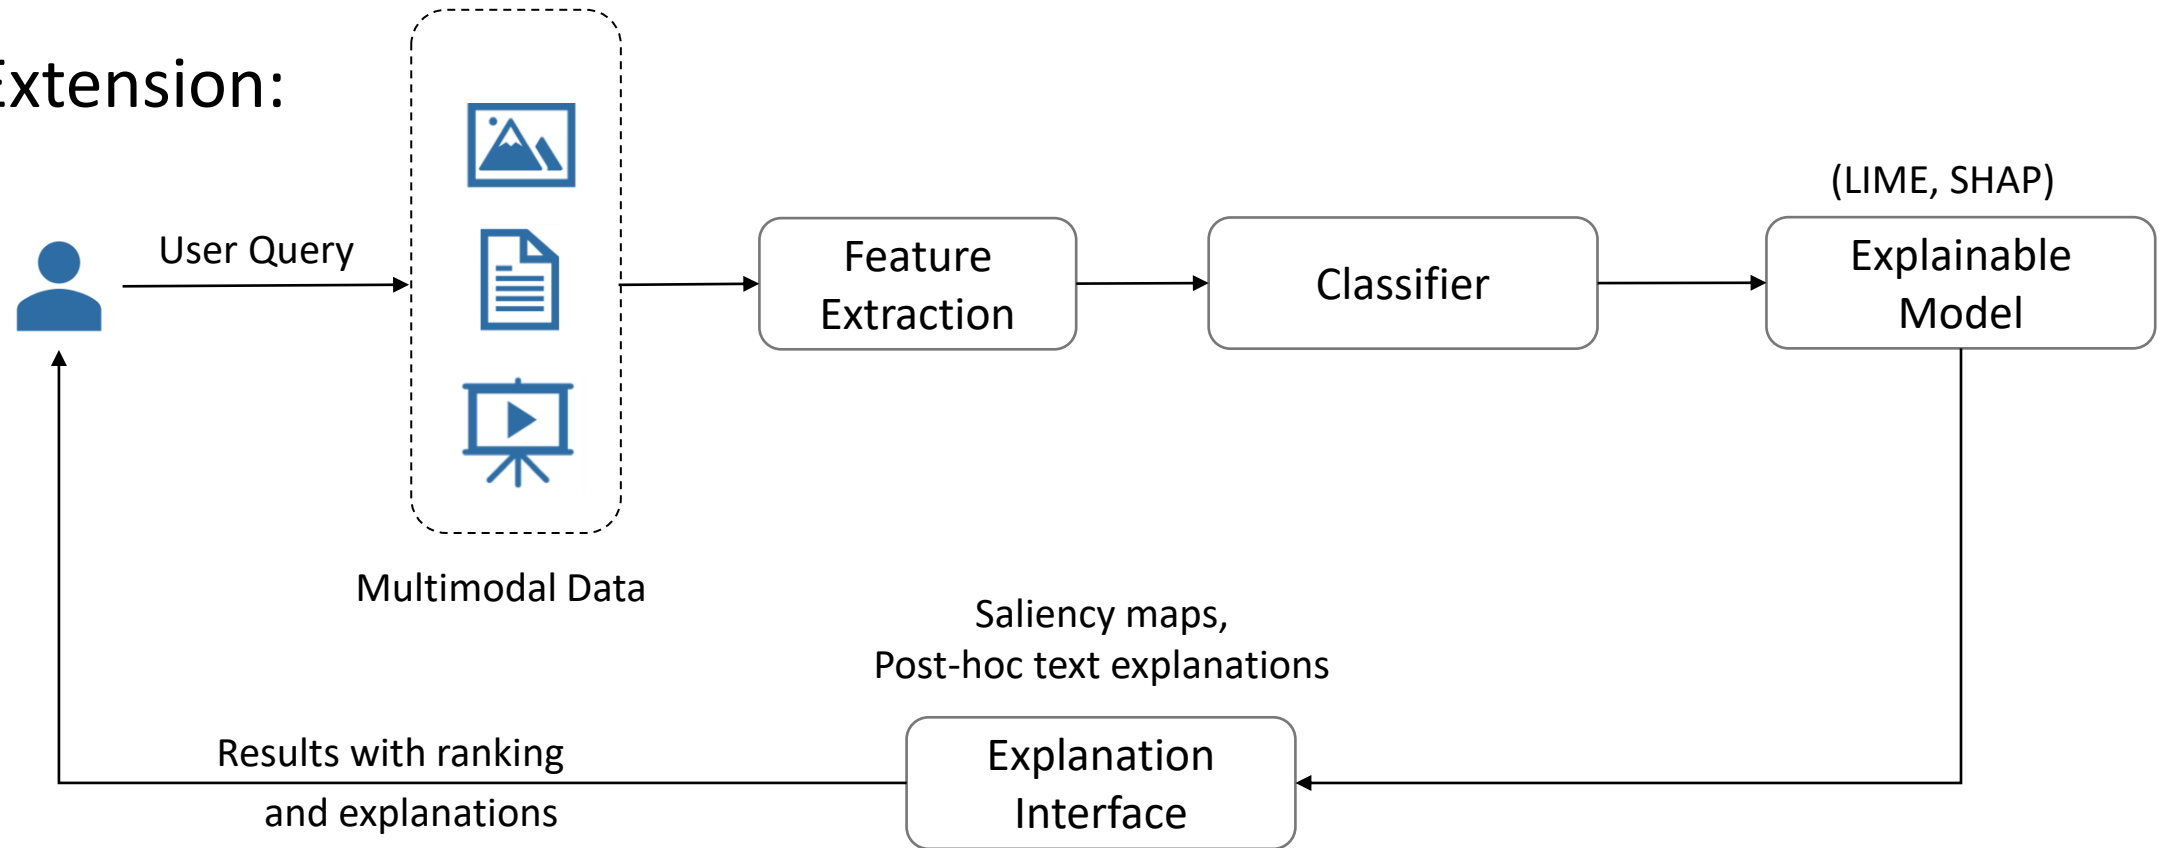 Extension:
(LIME, SHAP)
User Query
Feature
Extraction
Classifier
Explainable
Model
Multimodal Data
Saliency maps,
Post-hoc text explanations
Results with ranking
and explanations
Explanation
Interface